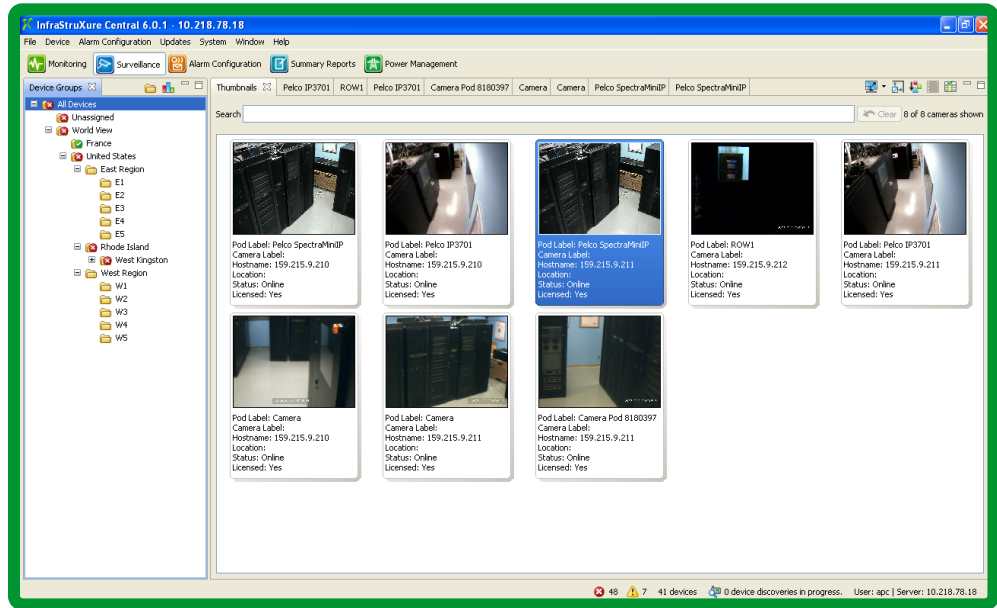 InfraStruXure Central 6.0.1 - 10.218.78.18
File Device Alarm Configuration Updates System Window Help
Monitoring Surveillance Alarm Configuration Summary Reports Power Management
Device Groups
All Devices
Unassigned
World View
France
United States
East Region
E1
E2
E3
E4
E5
Rhode Island
West Kingston
West Region
W1
W2
W3
W4
W5
Thumbnails Pelco IP3701 ROW1 Pelco IP3701 Camera Pod 8180397 Camera Camera Pelco SpectraMiniIP Pelco SpectraMiniIP
Search Clear 8 of 8 cameras shown
Pod Label: Pelco SpectraMiniIP
Camera Label:
Hostname: 159.215.9.210
Location:
Status: Online
Licensed: Yes
Pod Label: Pelco IP3701
Camera Label:
Hostname: 159.215.9.210
Location:
Status: Online
Licensed: Yes
Pod Label: Pelco SpectraMiniIP
Camera Label:
Hostname: 159.215.9.211
Location:
Status: Online
Licensed: Yes
Pod Label: ROW1
Camera Label:
Hostname: 159.215.9.212
Location:
Status: Online
Licensed: Yes
Pod Label: Pelco IP3701
Camera Label:
Hostname: 159.215.9.211
Location:
Status: Online
Licensed: Yes
Pod Label: Camera
Camera Label:
Hostname: 159.215.9.210
Location:
Status: Online
Licensed: Yes
Pod Label: Camera
Camera Label:
Hostname: 159.215.9.211
Location:
Status: Online
Licensed: Yes
Pod Label: Camera Pod 8180397
Camera Label:
Hostname: 159.215.9.211
Location:
Status: Online
Licensed: Yes
48 7 41 devices 0 device discoveries in progress. User: apc | Server: 10.218.78.18